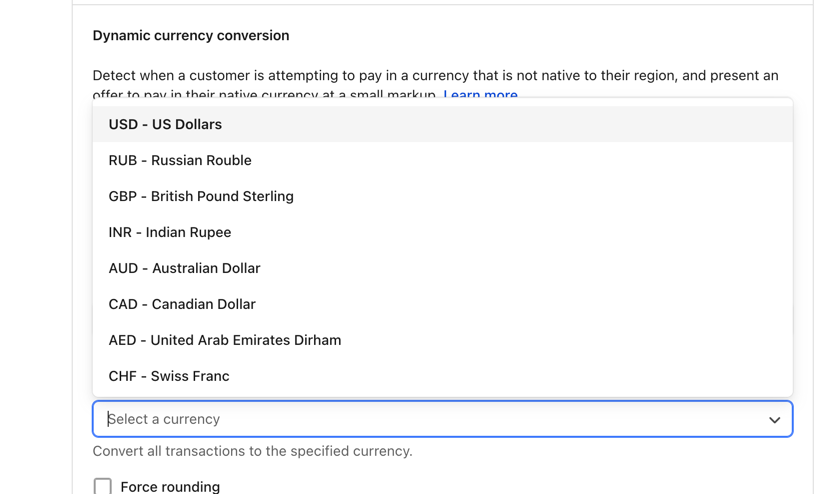 Dynamic currency conversion
Detect when a customer is attempting to pay in a currency that is not native to their region, and present an
offer to pay in their native currency at a small markup. Learn more
USD - US Dollars
RUB - Russian Rouble
GBP - British Pound Sterling
INR - Indian Rupee
AUD - Australian Dollar
CAD - Canadian Dollar
AED - United Arab Emirates Dirham
CHF - Swiss Franc
Select a currency
Convert all transactions to the specified currency.
Force rounding